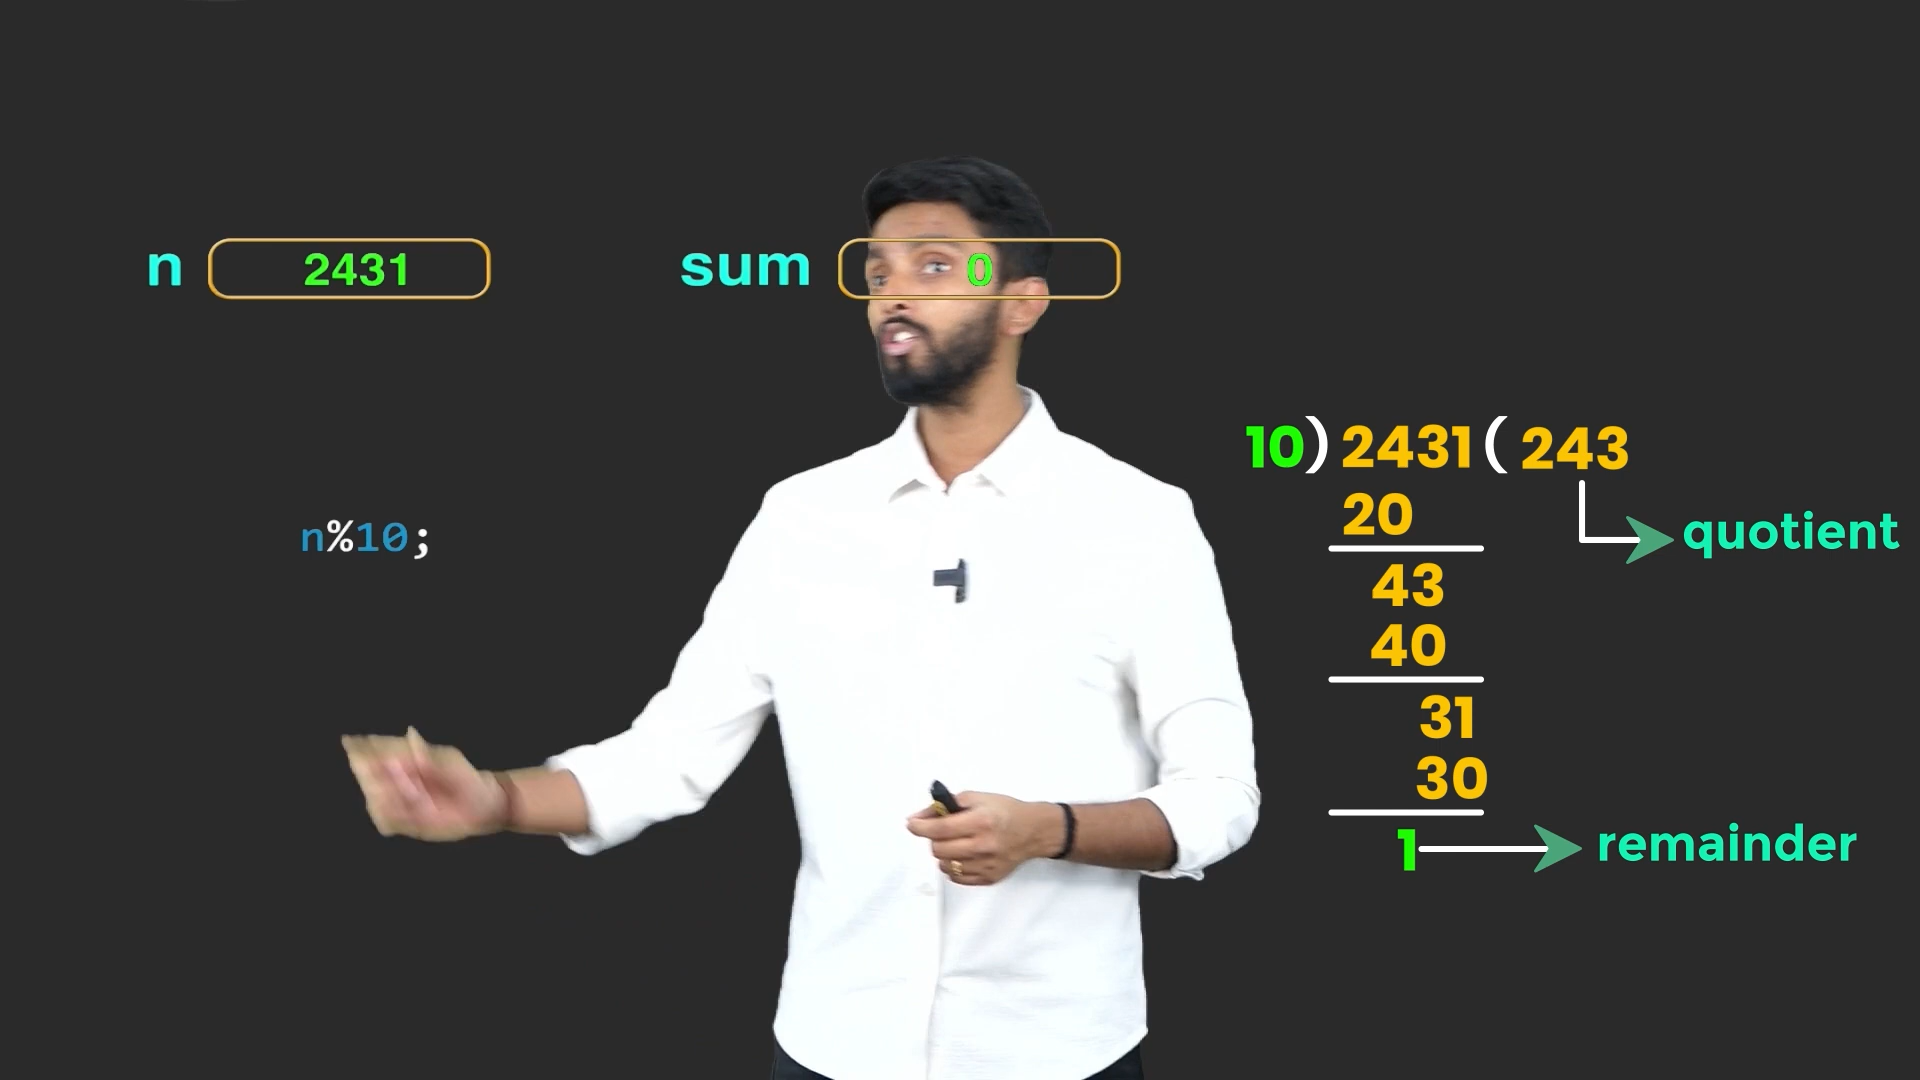 n 2431
sum 0
n%10;
10) 2431 ( 243
20
quotient
43
40
31
30
1 remainder